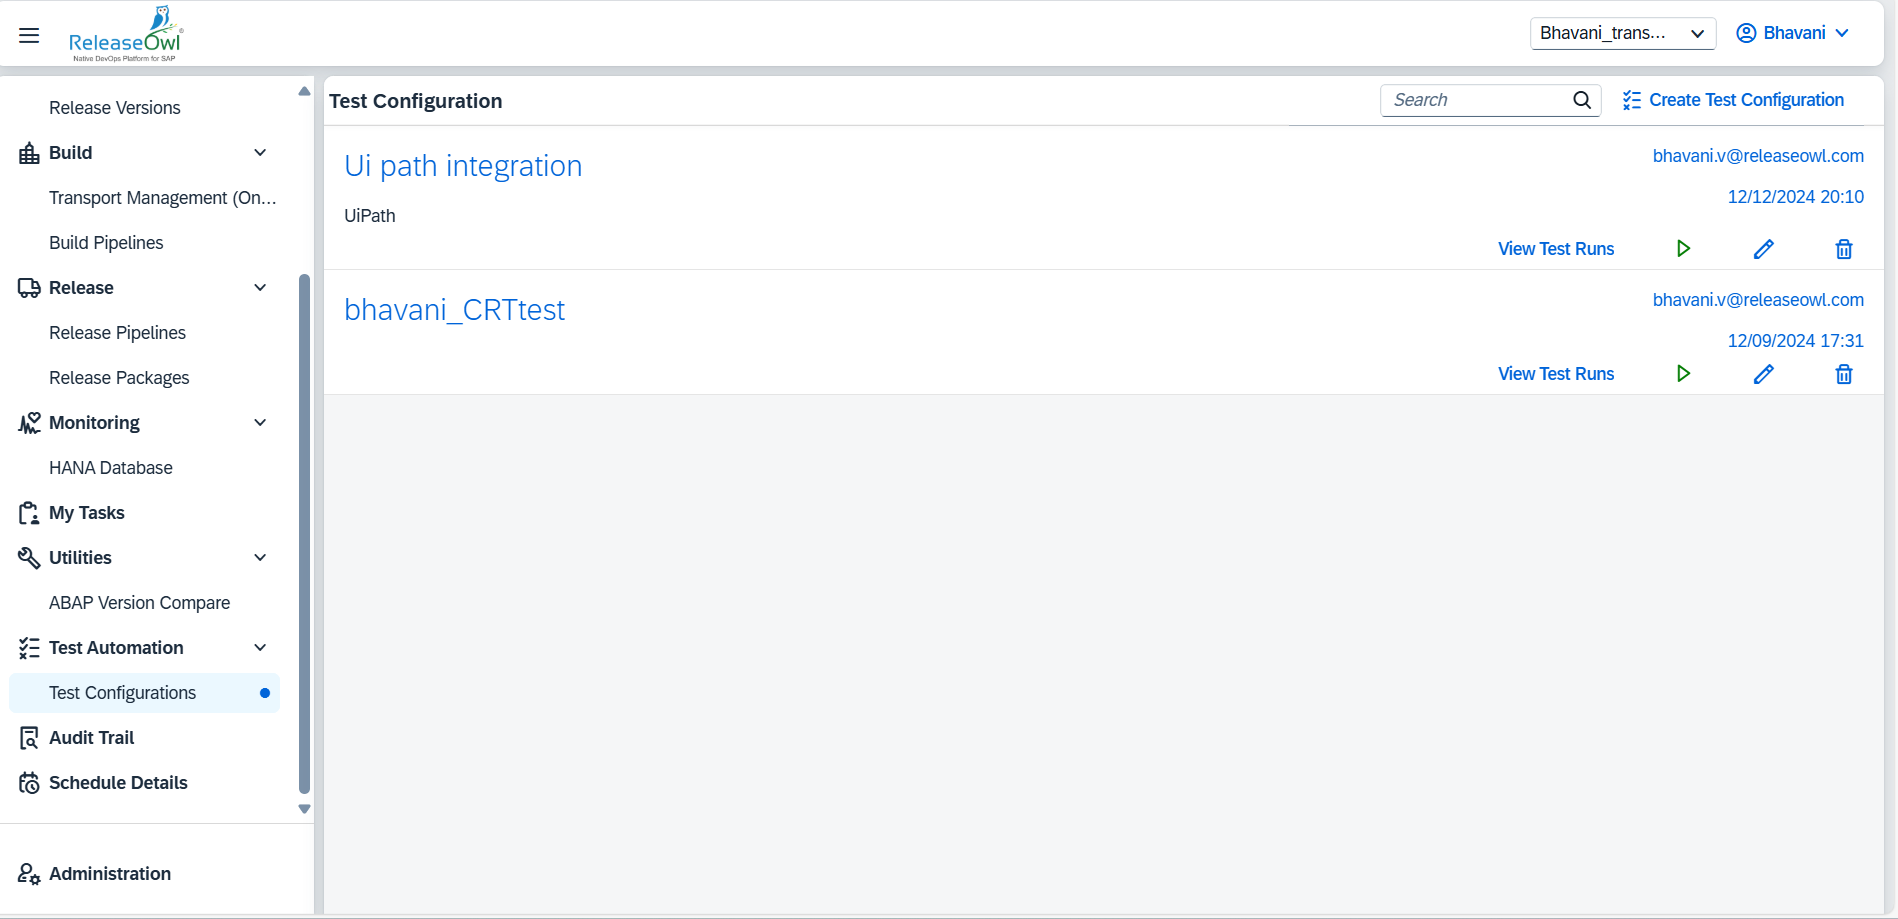 ReleaseOwl
Native DevOps Platform for SAP
Bhavani_trans...
Bhavani
Release Versions
Build
Transport Management (On...
Build Pipelines
Release
Release Pipelines
Release Packages
Monitoring
HANA Database
My Tasks
Utilities
ABAP Version Compare
Test Automation
Test Configurations
Audit Trail
Schedule Details
Administration
Test Configuration
Search
Create Test Configuration
Ui path integration
bhavani.v@releaseowl.com
12/12/2024 20:10
UiPath
View Test Runs
bhavani_CRTtest
bhavani.v@releaseowl.com
12/09/2024 17:31
View Test Runs